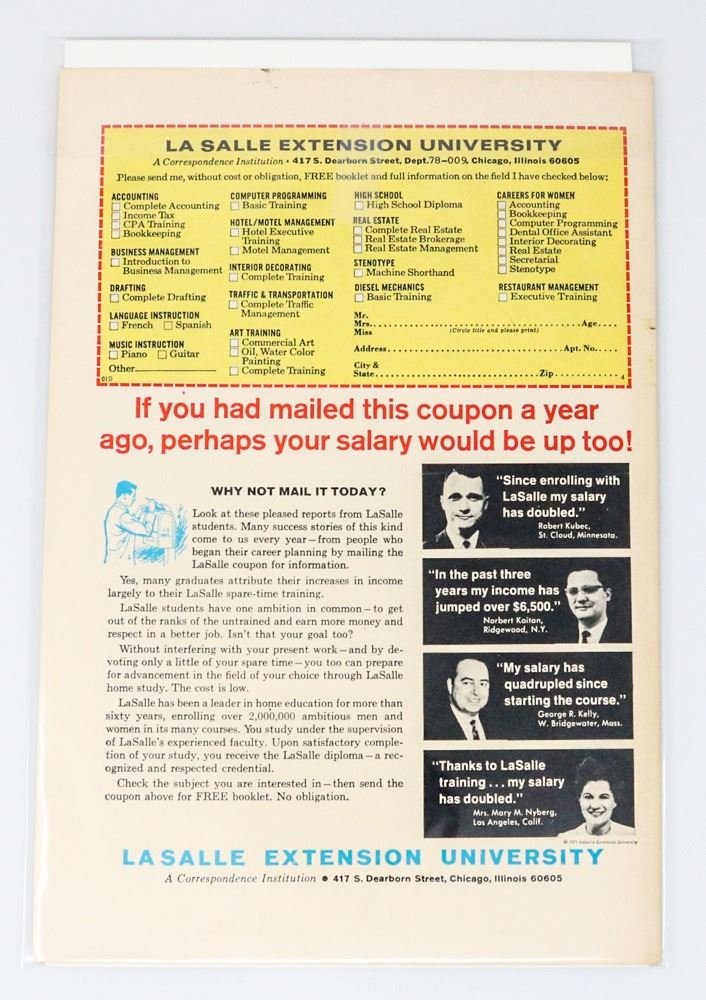 LA SALLE EXTENSION UNIVERSITY
A Correspondence Institution • 417 S. Dearborn Street, Dept.78-009, Chicago, Illinois 60605
Please send me, without cost or obligation, FREE booklet and full information on the field I have checked below:
ACCOUNTING
Complete Accounting
Income Tax
CPA Training
Bookkeeping
BUSINESS MANAGEMENT
Introduction to
Business Management
DRAFTING
Complete Drafting
LANGUAGE INSTRUCTION
French Spanish
MUSIC INSTRUCTION
Piano Guitar
Other
010
COMPUTER PROGRAMMING
Basic Training
HOTEL/MOTEL MANAGEMENT
Hotel Executive
Training
Motel Management
INTERIOR DECORATING
Complete Training
TRAFFIC & TRANSPORTATION
Complete Traffic
Management
ART TRAINING
Commercial Art
Oil, Water Color
Painting
Complete Training
HIGH SCHOOL
High School Diploma
REAL ESTATE
Complete Real Estate
Real Estate Brokerage
Real Estate Management
STENOTYPE
Machine Shorthand
DIESEL MECHANICS
Basic Training
CAREERS FOR WOMEN
Accounting
Bookkeeping
Computer Programming
Dental Office Assistant
Interior Decorating
Real Estate
Secretarial
Stenotype
RESTAURANT MANAGEMENT
Executive Training
Mr.
Mrs. Age
Miss (Circle title and please print)
Address Apt. No.
City &
State Zip 4
If you had mailed this coupon a year
ago, perhaps your salary would be up too!
WHY NOT MAIL IT TODAY?
Look at these pleased reports from LaSalle
students. Many success stories of this kind
come to us every year—from people who
began their career planning by mailing the
LaSalle coupon for information.
Yes, many graduates attribute their increases in income
largely to their LaSalle spare-time training.
LaSalle students have one ambition in common—to get
out of the ranks of the untrained and earn more money and
respect in a better job. Isn't that your goal too?
Without interfering with your present work—and by de-
voting only a little of your spare time—you too can prepare
for advancement in the field of your choice through LaSalle
home study. The cost is low.
LaSalle has been a leader in home education for more than
sixty years, enrolling over 2,000,000 ambitious men and
women in its many courses. You study under the supervision
of LaSalle's experienced faculty. Upon satisfactory comple-
tion of your study, you receive the LaSalle diploma—a rec-
ognized and respected credential.
Check the subject you are interested in—then send the
coupon above for FREE booklet. No obligation.
"Since enrolling with
LaSalle my salary
has doubled."
Robert Kubec,
St. Cloud, Minnesota.
"In the past three
years my income has
jumped over $6,500."
Norbert Kaitan,
Ridgewood, N.Y.
"My salary has
quadrupled since
starting the course."
George R. Kelly,
W. Bridgewater, Mass.
"Thanks to LaSalle
training... my salary
has doubled."
Mrs. Mary M. Nyberg,
Los Angeles, Calif.
© 1971 LaSalle Extension University
LA SALLE EXTENSION UNIVERSITY
A Correspondence Institution • 417 S. Dearborn Street, Chicago, Illinois 60605